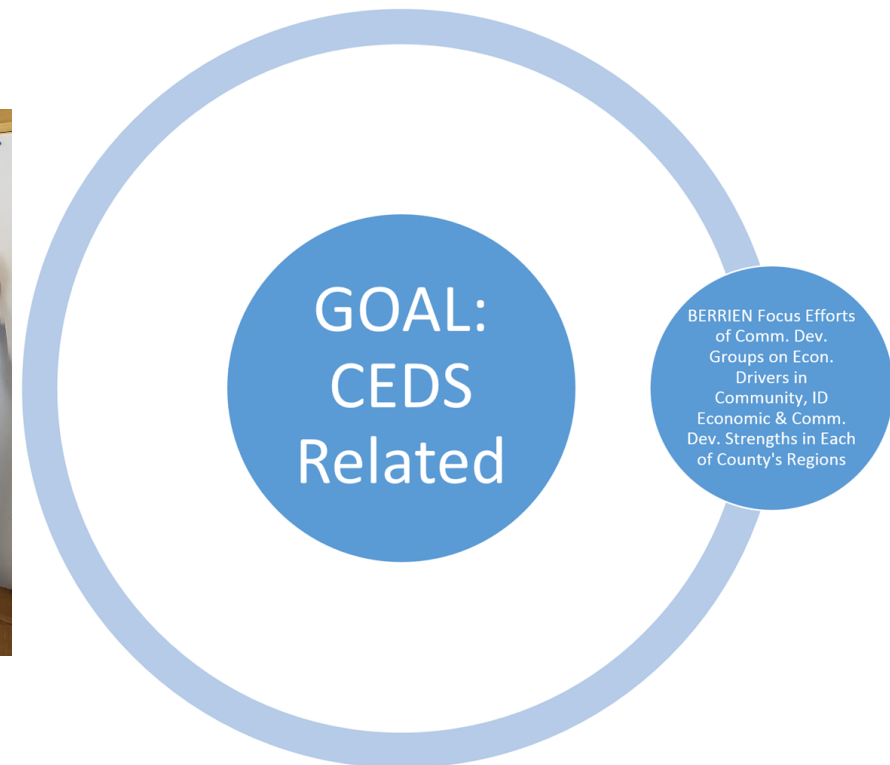 GOAL:
CEDS
Related
BERRIEN Focus Efforts
of Comm. Dev.
Groups on Econ.
Drivers in
Community, ID
Economic & Comm.
Dev. Strengths in Each
of County's Regions